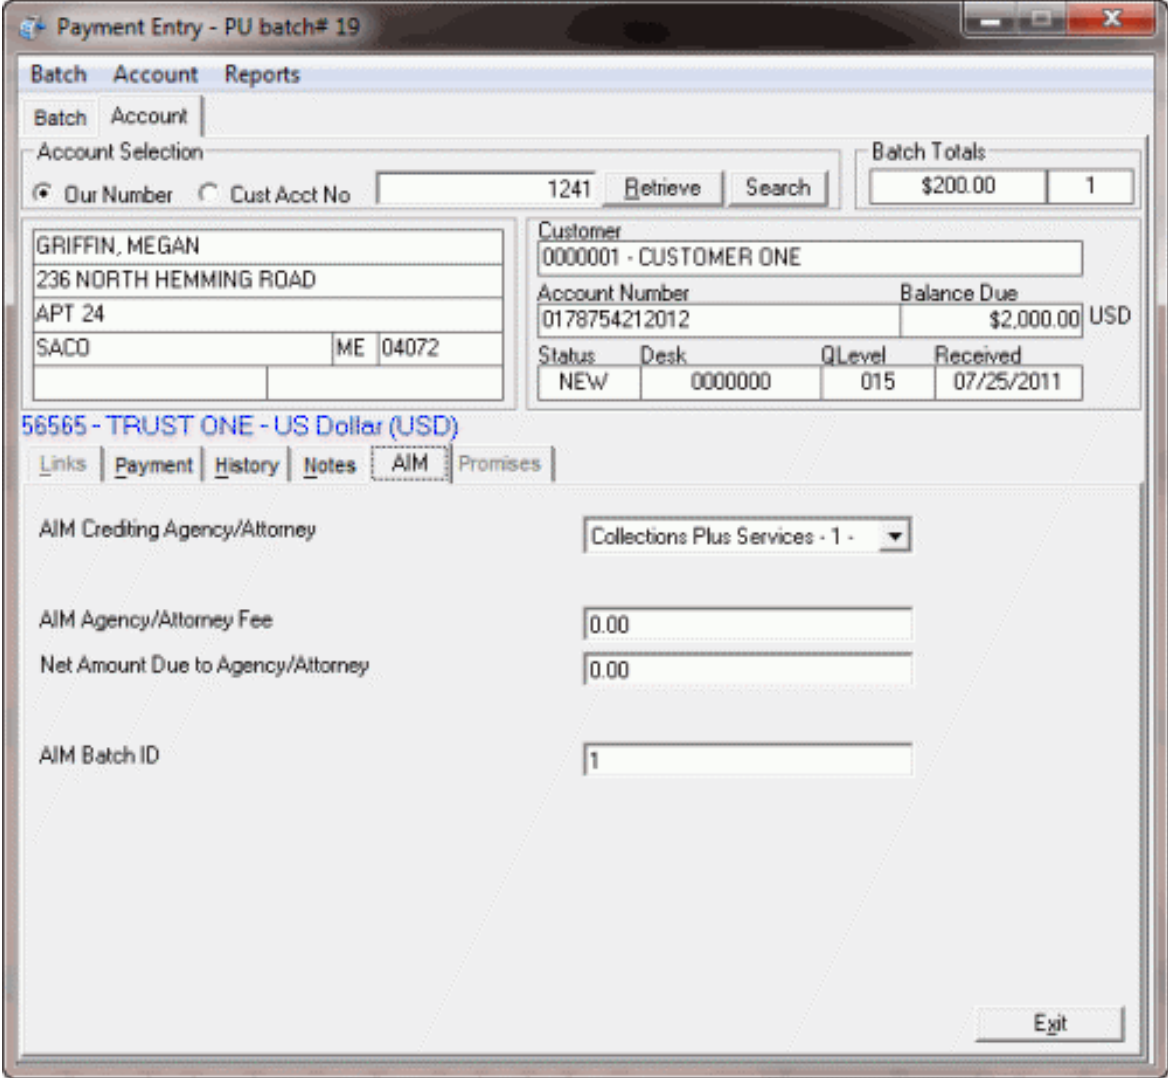 Payment Entry - PU batch# 19
Batch Account Reports
Batch Account
Account Selection
Our Number Cust Acct No 1241 Retrieve Search
Batch Totals
$200.00 1
GRIFFIN, MEGAN
236 NORTH HEMMING ROAD
APT 24
SACO ME 04072
Customer
0000001 - CUSTOMER ONE
Account Number Balance Due
0178754212012 $2,000.00 USD
Status Desk QLevel Received
NEW 0000000 015 07/25/2011
56565 - TRUST ONE - US Dollar (USD)
Links Payment History Notes AIM Promises
AIM Crediting Agency/Attorney Collections Plus Services - 1 -
AIM Agency/Attorney Fee 0.00
Net Amount Due to Agency/Attorney 0.00
AIM Batch ID 1
Exit